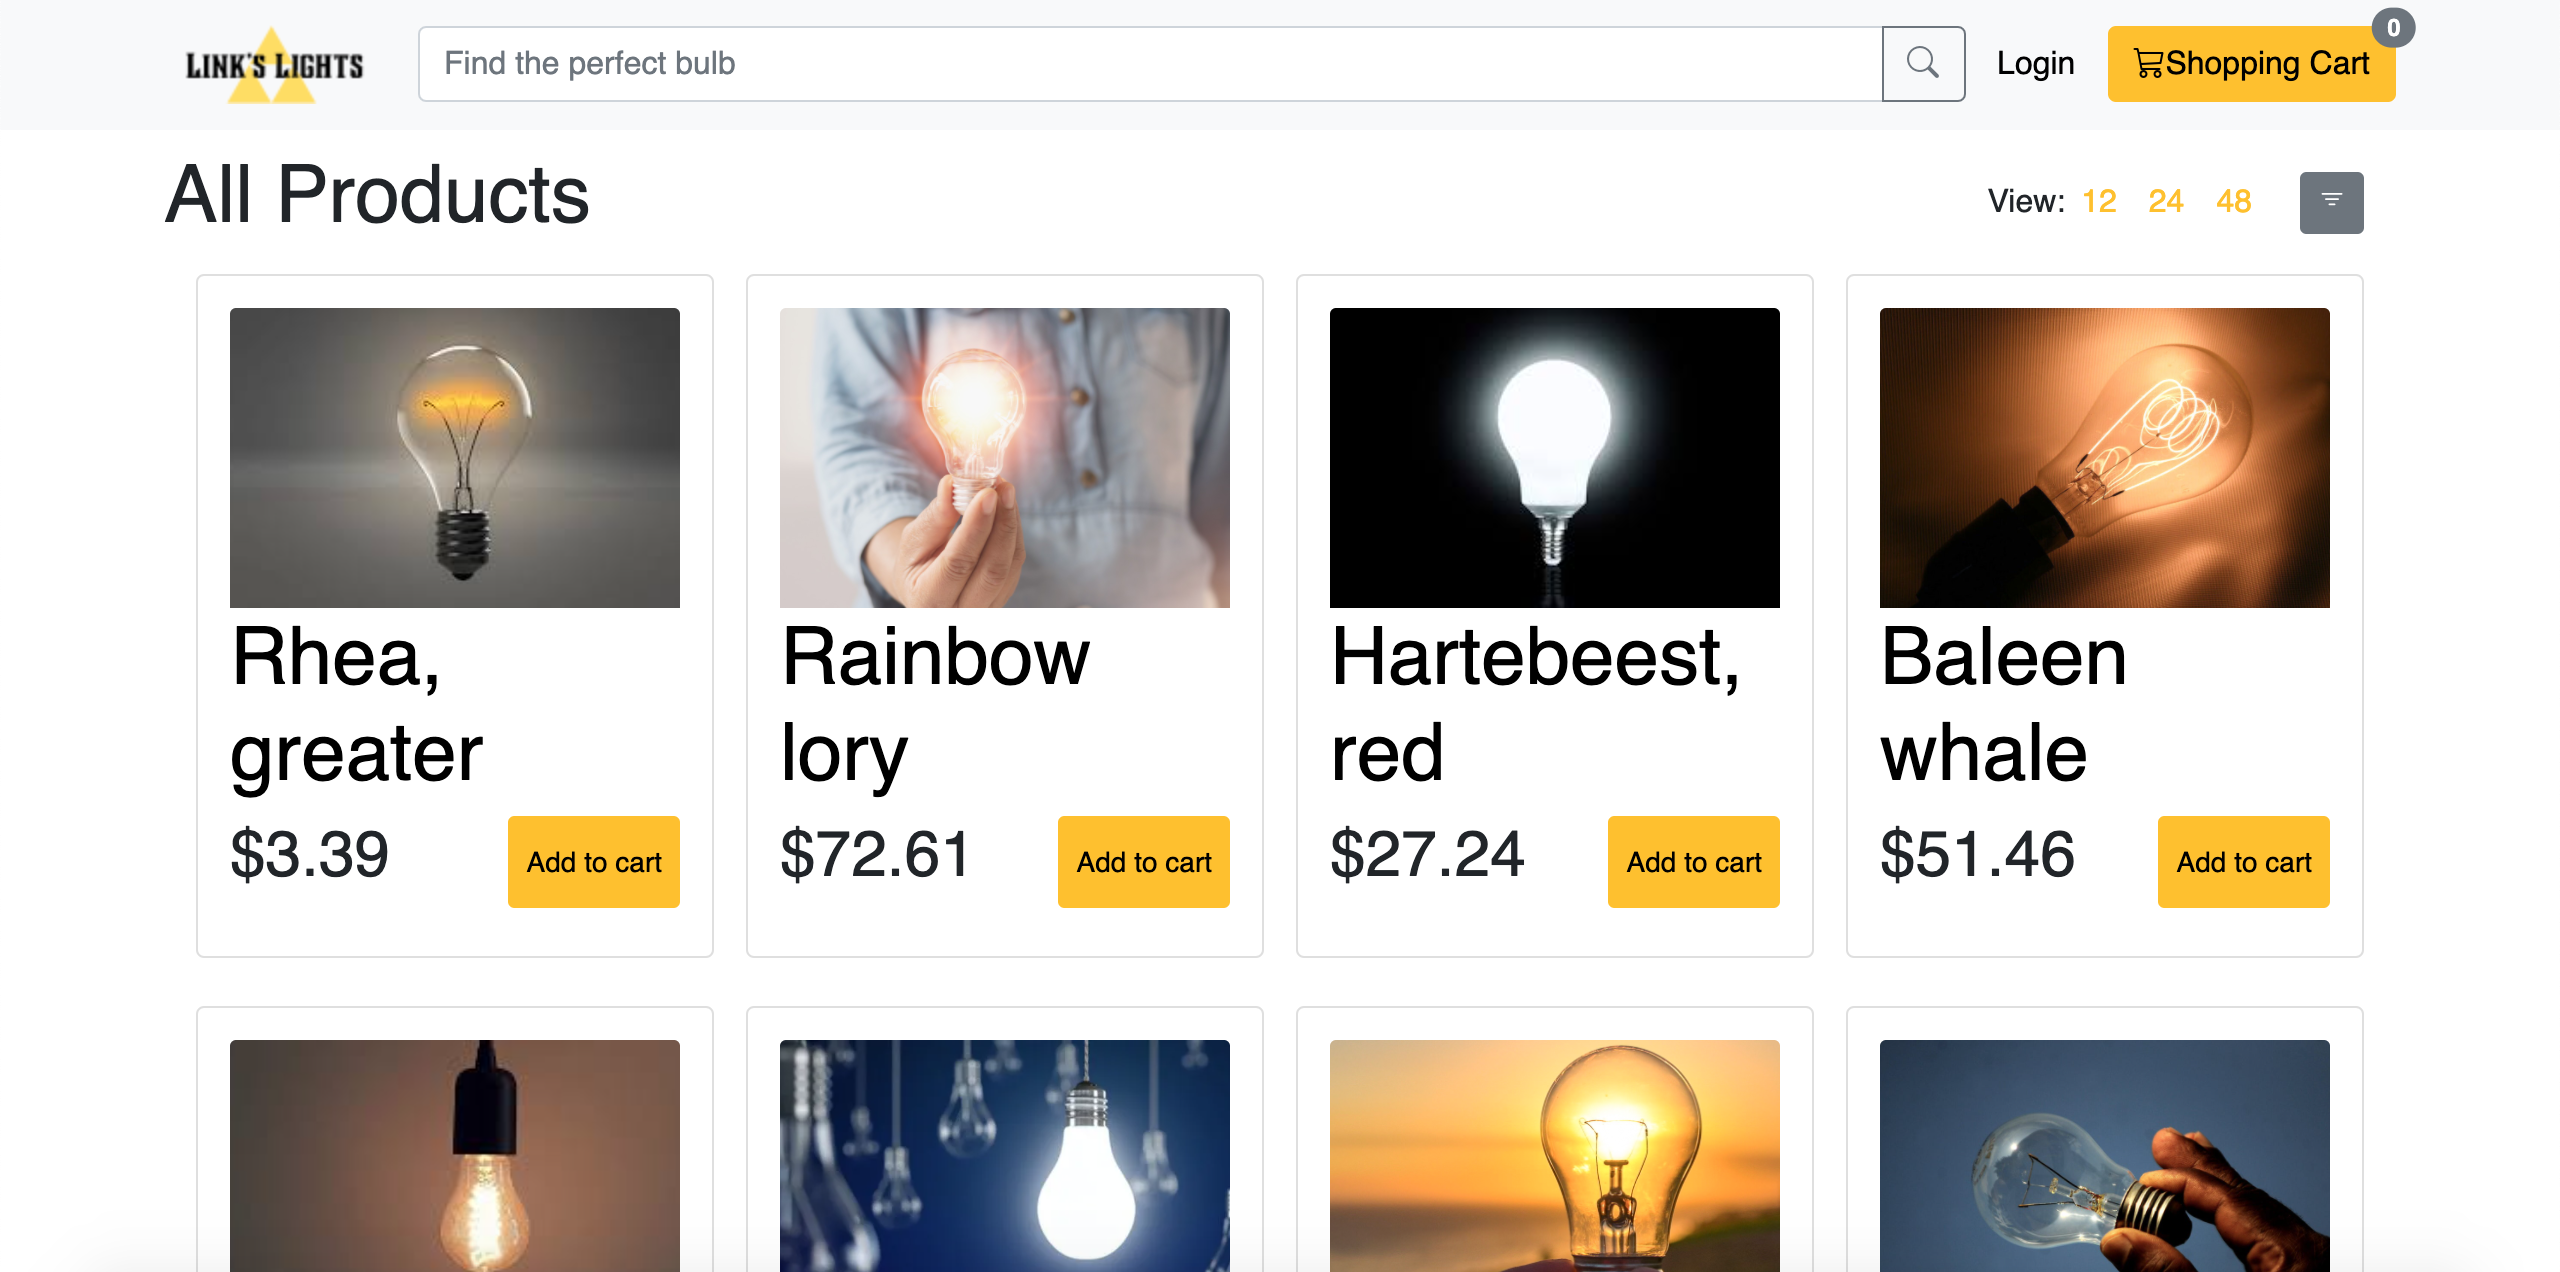 LINK'S LIGHTS
Find the perfect bulb
Login
Shopping Cart
0
All Products
View: 12 24 48
Rhea,
greater
$3.39
Add to cart
Rainbow
lory
$72.61
Add to cart
Hartebeest,
red
$27.24
Add to cart
Baleen
whale
$51.46
Add to cart